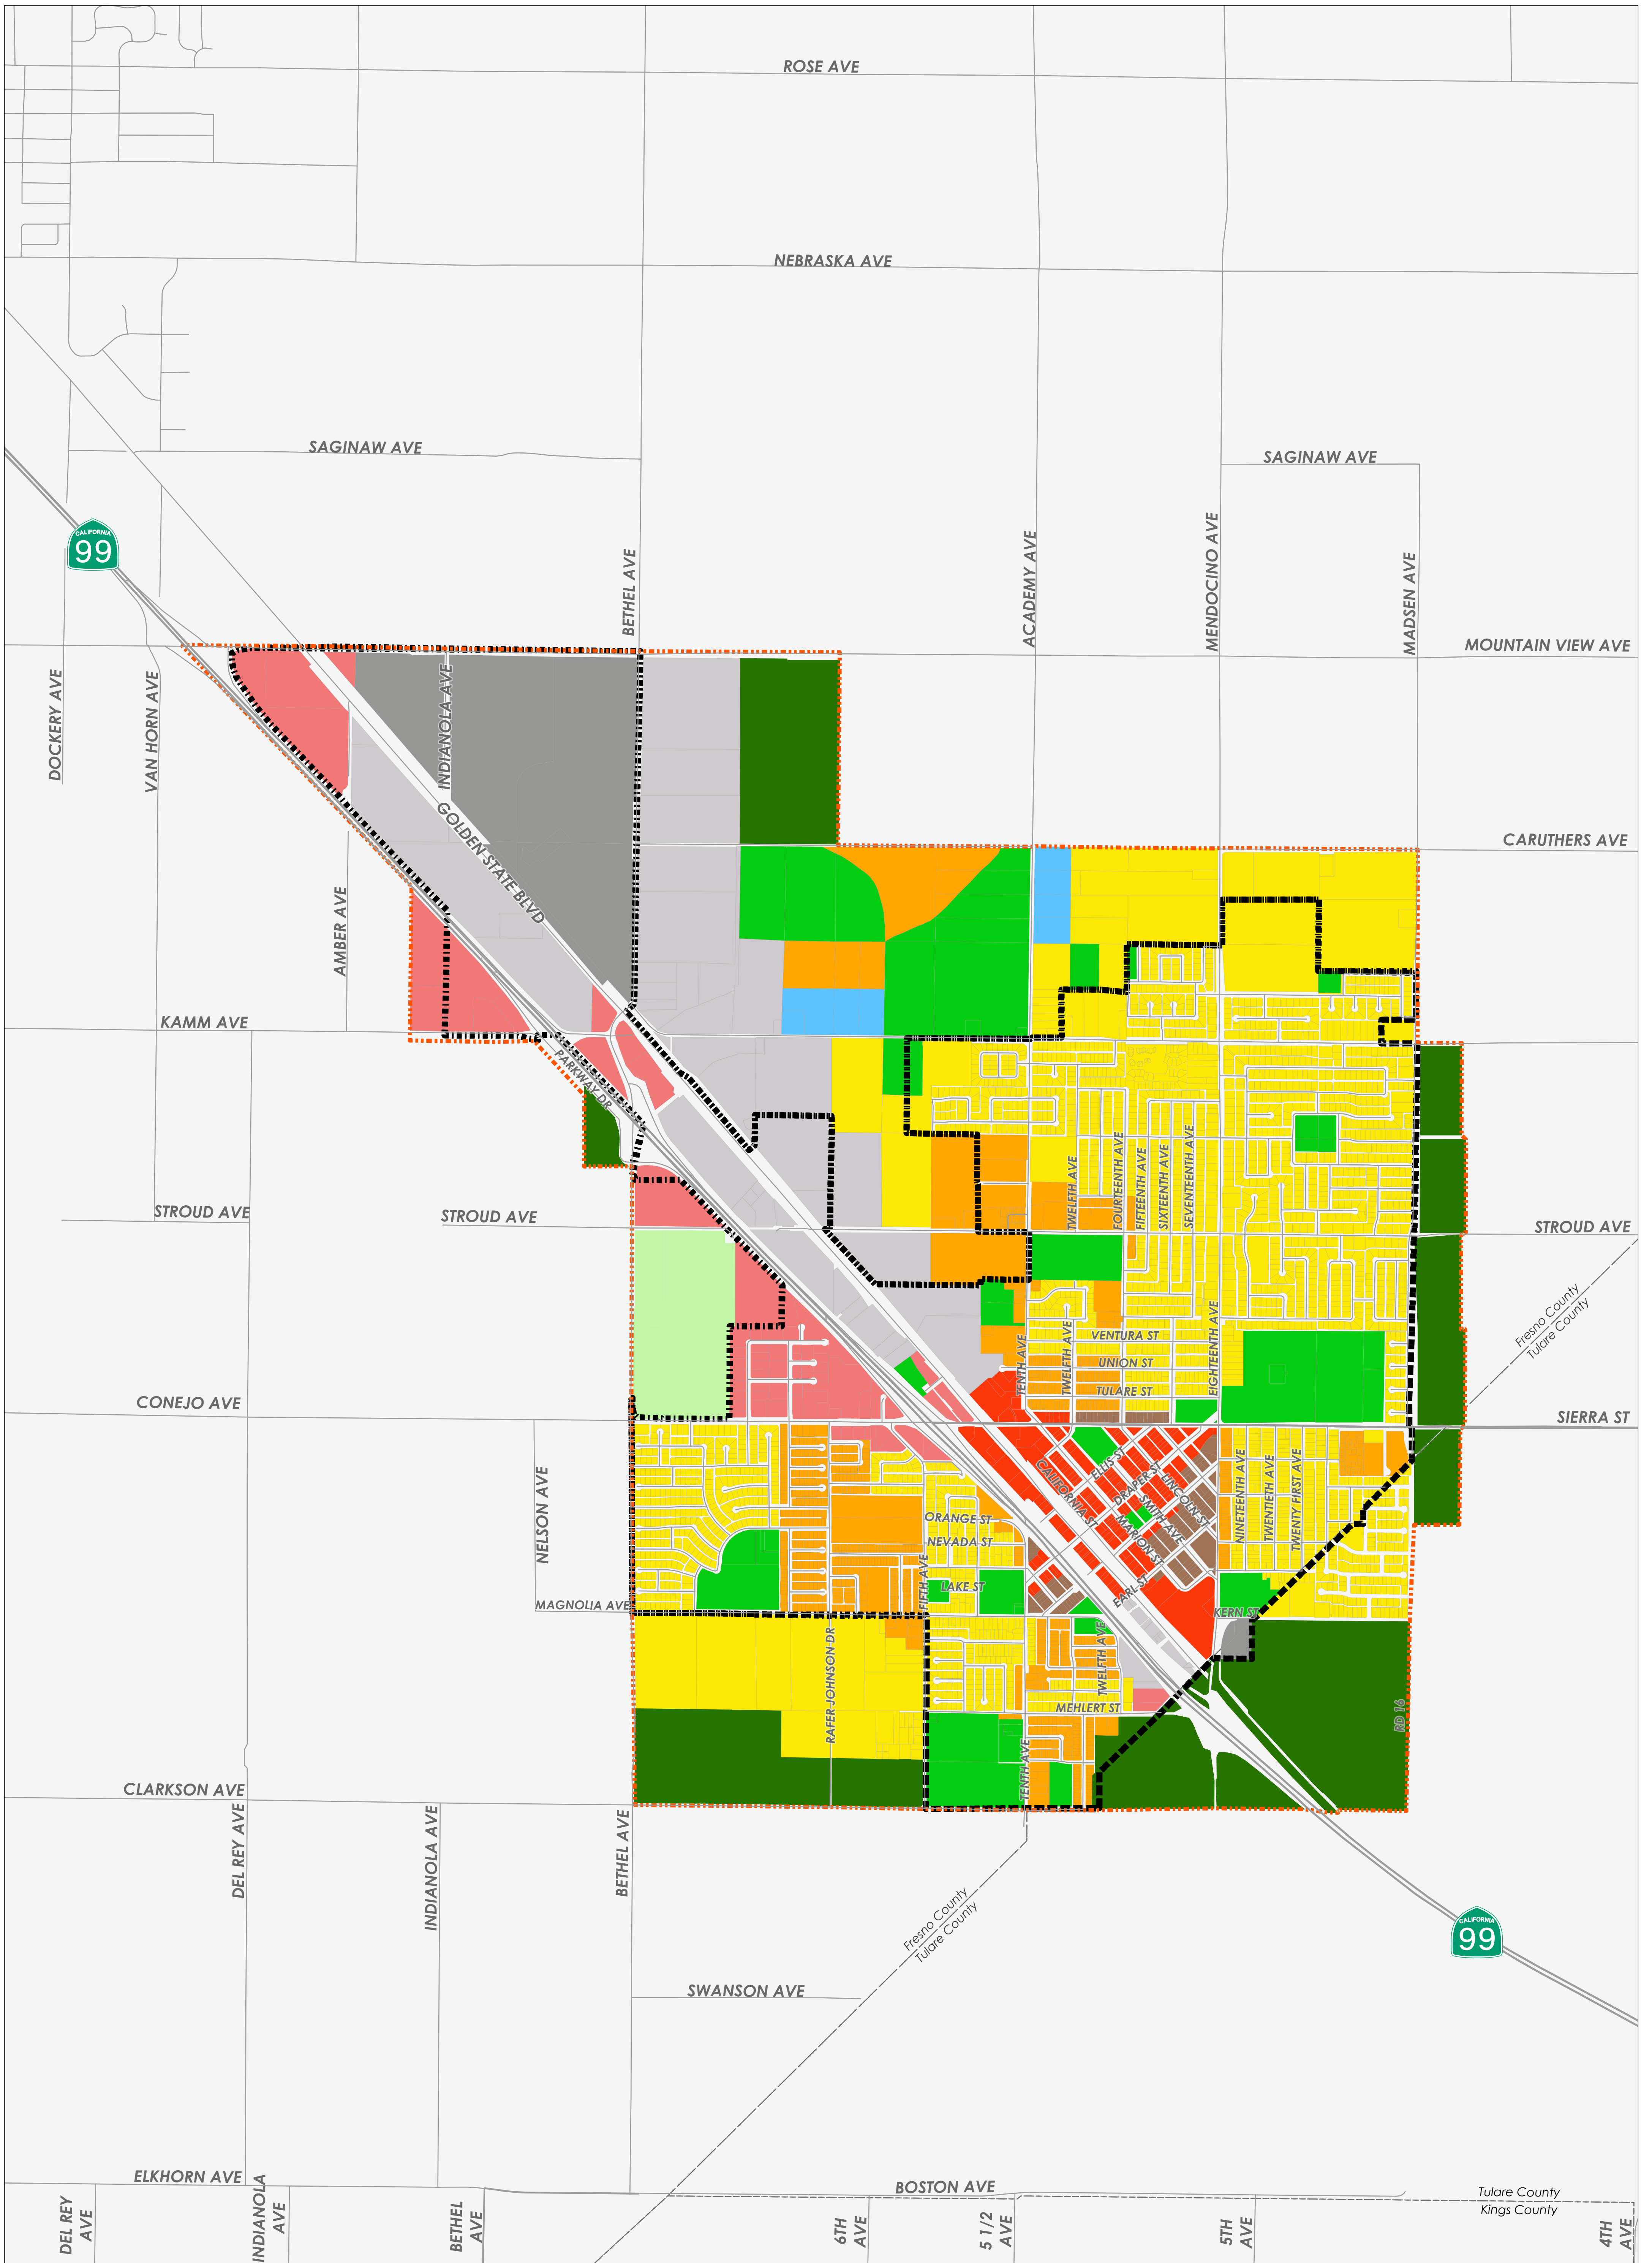 ROSE AVE
NEBRASKA AVE
SAGINAW AVE
SAGINAW AVE
CALIFORNIA
99
BETHEL AVE
ACADEMY AVE
MENDOCINO AVE
MADSEN AVE
MOUNTAIN VIEW AVE
DOCKERY AVE
VAN HORN AVE
INDIANOLA AVE
GOLDEN STATE BLVD
CARUTHERS AVE
AMBER AVE
KAMM AVE
PARKWAY DR
STROUD AVE
STROUD AVE
TWELFTH AVE
FOURTEENTH AVE
FIFTEENTH AVE
SIXTEENTH AVE
SEVENTEENTH AVE
STROUD AVE
Fresno County
Tulare County
TENTH AVE
TWELFTH AVE
VENTURA ST
UNION ST
TULARE ST
EIGHTEENTH AVE
CONEJO AVE
SIERRA ST
NELSON AVE
CALIFORNIA ST
ELLIS ST
DRAPER ST
LINCOLN ST
SMITH AVE
MARION ST
NINETEENTH AVE
TWENTIETH AVE
TWENTY FIRST AVE
ORANGE ST
NEVADA ST
FIFTH AVE
LAKE ST
EARL ST
MAGNOLIA AVE
KERN ST
RAFER JOHNSON DR
TWELFTH AVE
MEHLERT ST
RD 16
TENTH AVE
CLARKSON AVE
DEL REY AVE
INDIANOLA AVE
BETHEL AVE
Fresno County
Tulare County
CALIFORNIA
99
SWANSON AVE
ELKHORN AVE
BOSTON AVE
Tulare County
Kings County
DEL REY
AVE
INDIANOLA
AVE
BETHEL
AVE
6TH
AVE
5 1/2
AVE
5TH
AVE
4TH
AVE